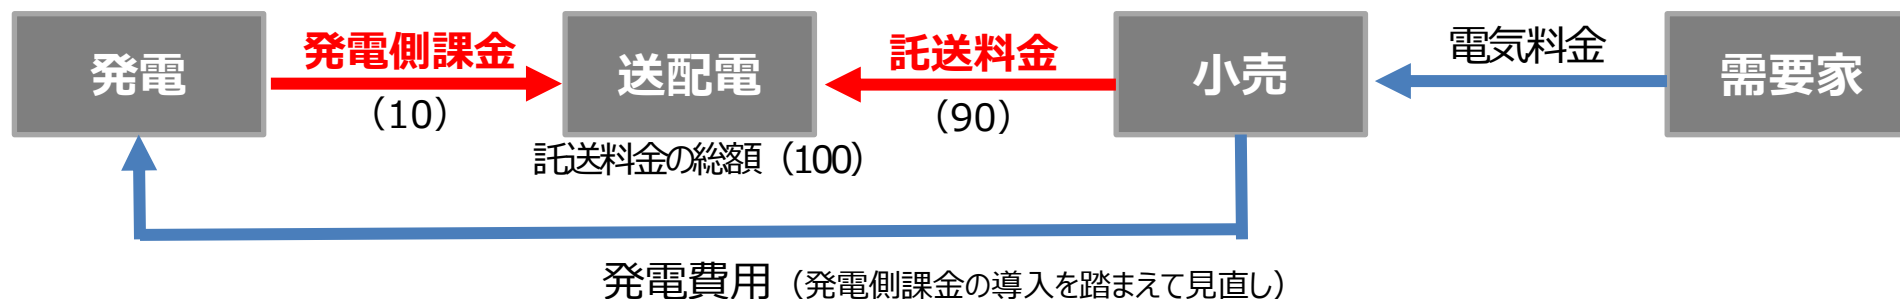 発電
発電側課金
（10）
送配電
託送料金の総額（100）
託送料金
（90）
小売
電気料金
需要家
発電費用（発電側課金の導入を踏まえて見直し）